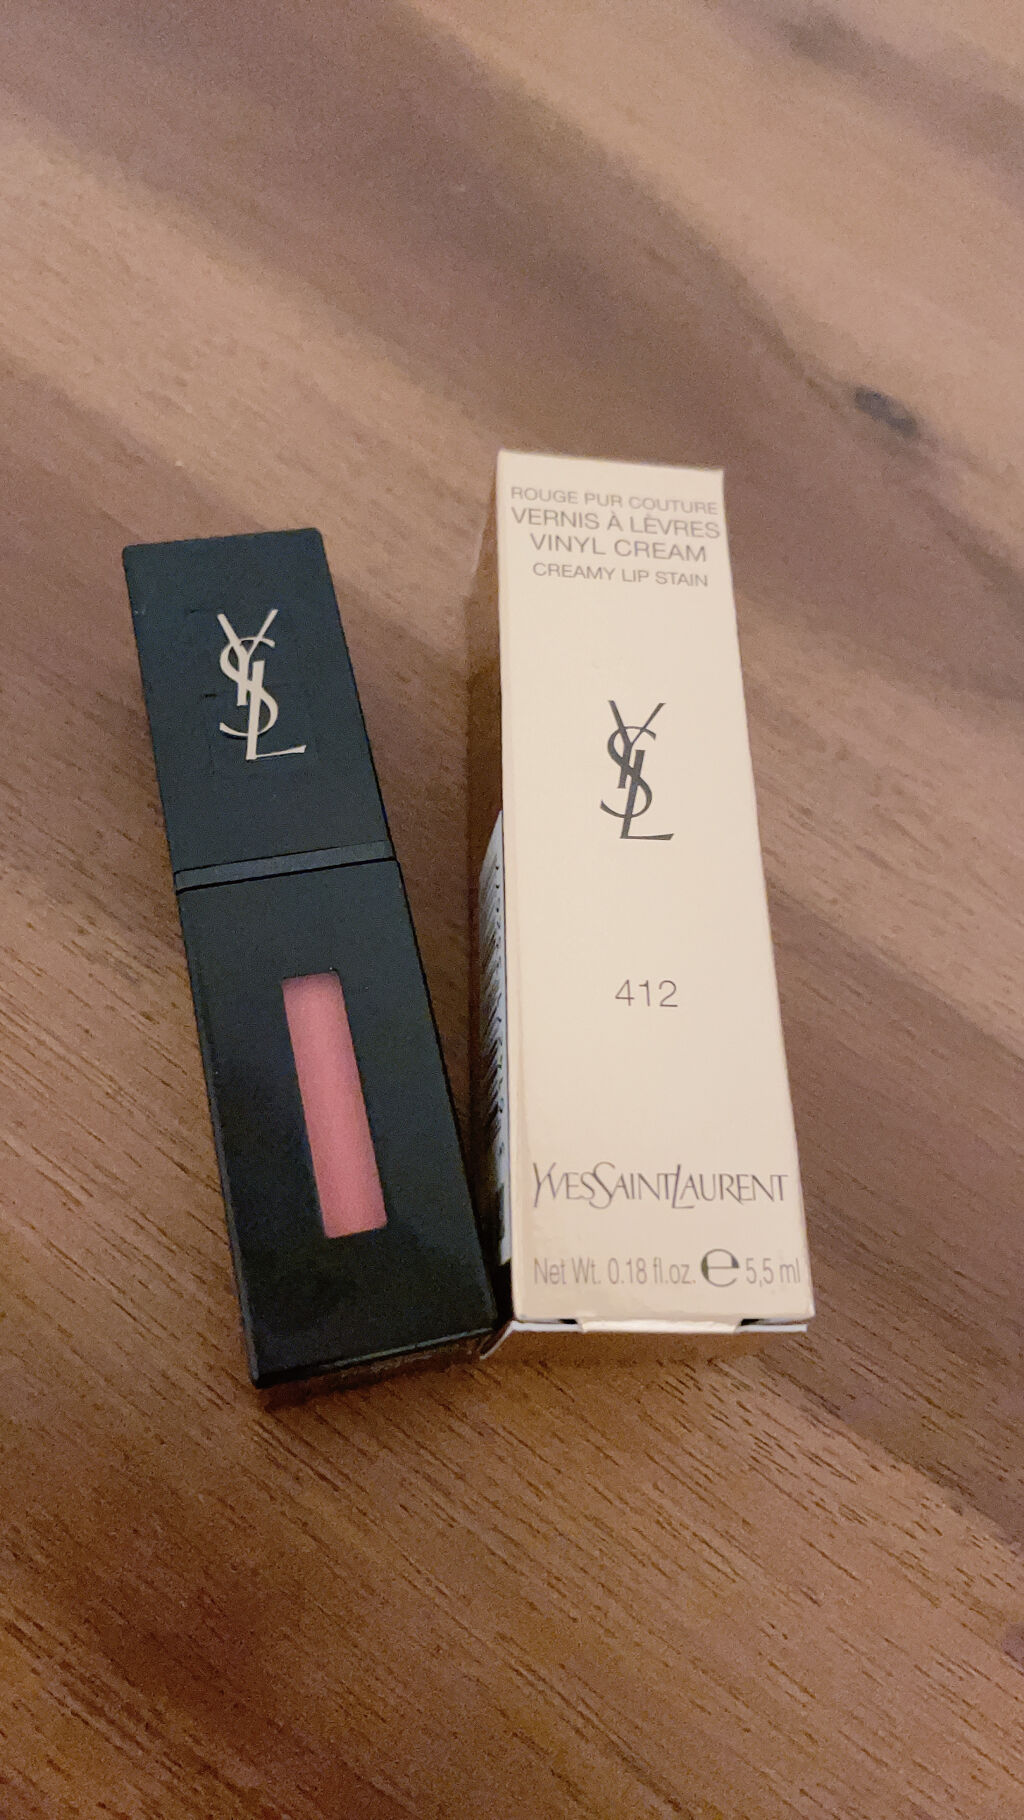 YSL
ROUGE PUR COUTURE
VERNIS À LÈVRES
VINYL CREAM
CREAMY LIP STAIN
YSL
412
YVESSAINTLAURENT
Net Wt. 0.18 fl.oz. ℮ 5,5 ml